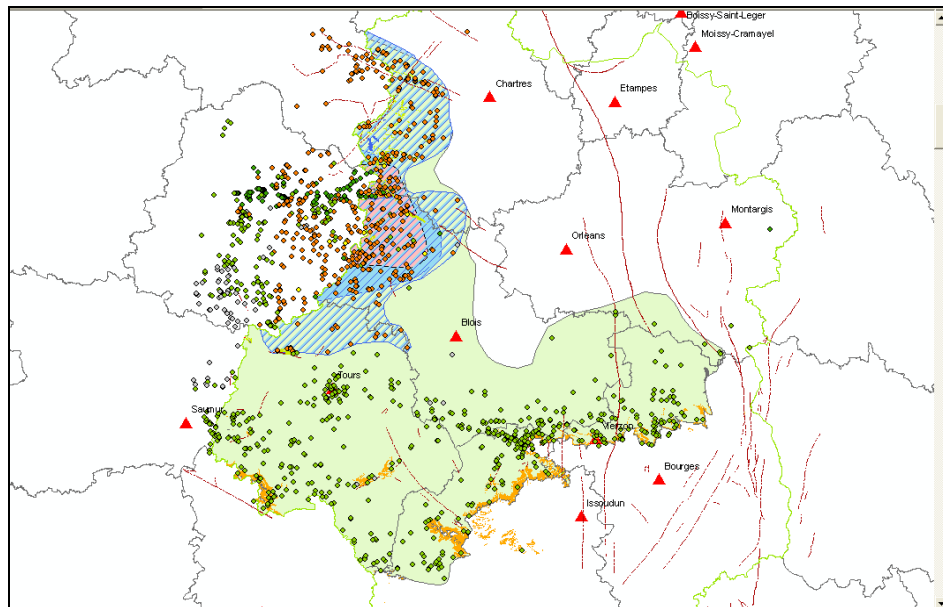 Boissy-Saint-Leger
Moissy-Cramayel
Chartres
Etampes
Montargis
Orleans
Blois
Tours
Saumur
Vierzon
Bourges
Issoudun